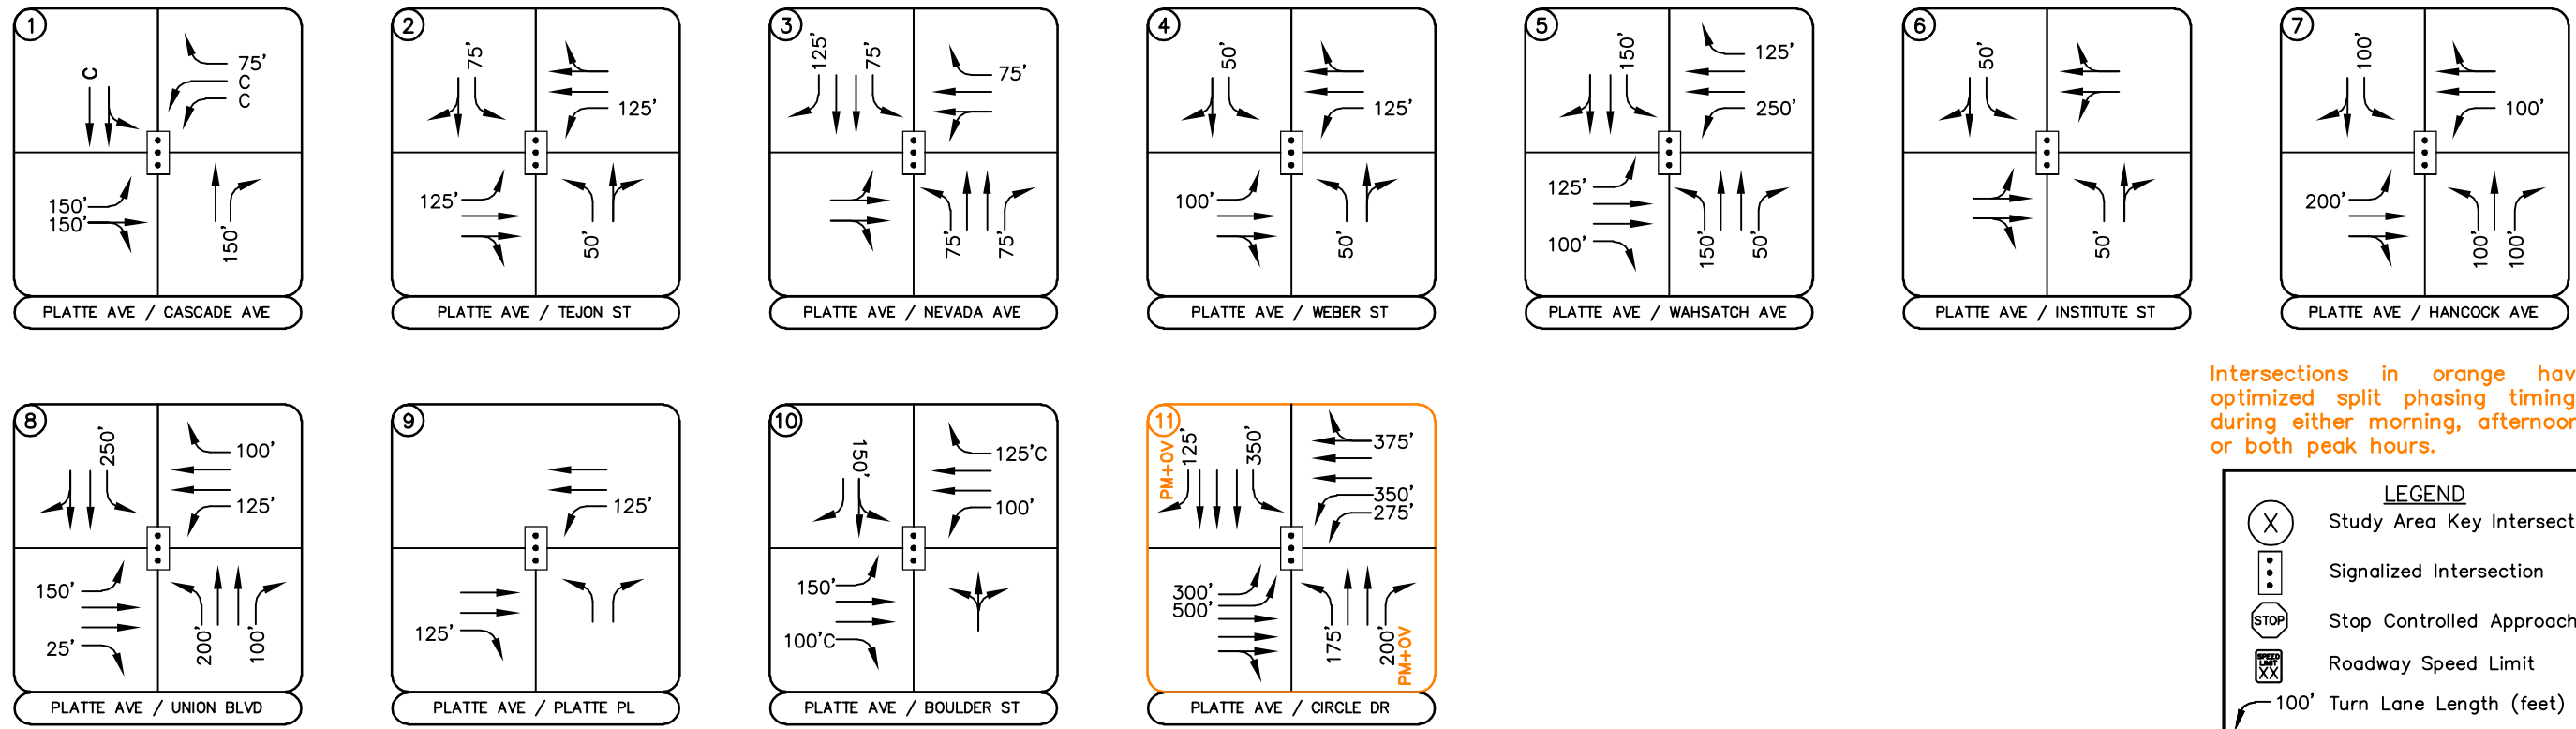 1
C
75'
C
C
150'
150'
150'
PLATTE AVE / CASCADE AVE
2
75'
125'
125'
50'
PLATTE AVE / TEJON ST
3
125'
75'
75'
75'
75'
PLATTE AVE / NEVADA AVE
4
50'
125'
100'
50'
PLATTE AVE / WEBER ST
5
150'
125'
250'
125'
100'
150'
50'
PLATTE AVE / WAHSATCH AVE
6
50'
50'
PLATTE AVE / INSTITUTE ST
7
100'
100'
200'
100'
100'
PLATTE AVE / HANCOCK AVE
8
250'
100'
125'
150'
25'
200'
100'
PLATTE AVE / UNION BLVD
9
125'
125'
PLATTE AVE / PLATTE PL
10
150'
125'C
100'
150'
100'C
PLATTE AVE / BOULDER ST
11
PM+OV
125'
350'
375'
350'
275'
300'
500'
175'
200'
PM+OV
PLATTE AVE / CIRCLE DR
Intersections in orange hav
optimized split phasing timing
during either morning, afternoon
or both peak hours.
LEGEND
X Study Area Key Intersect
Signalized Intersection
STOP Stop Controlled Approach
SPEED LIMIT XX Roadway Speed Limit
100' Turn Lane Length (feet)